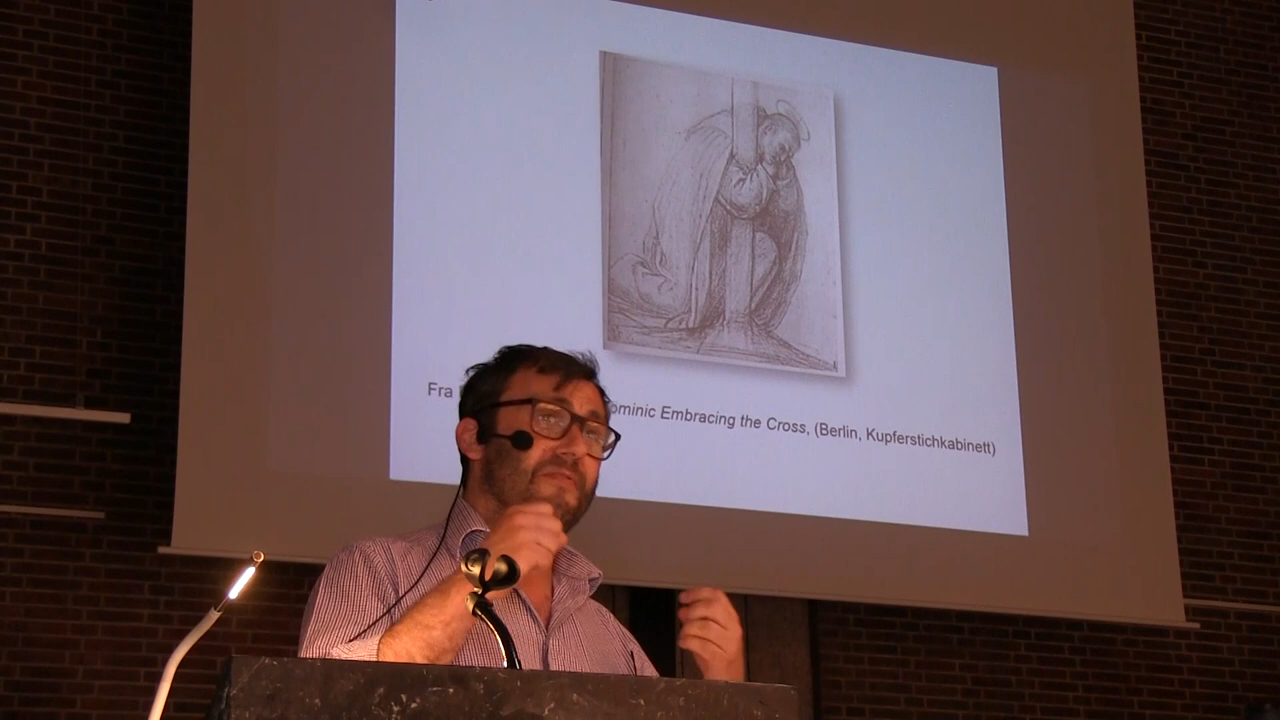 Fra ominic Embracing the Cross, (Berlin, Kupferstichkabinett)